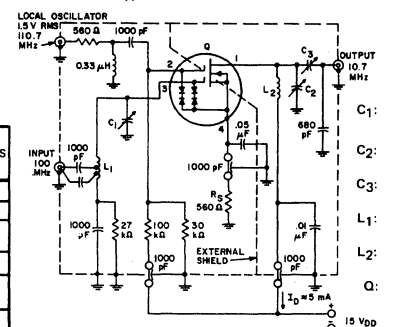 LOCAL OSCILLATOR
1.5 V RMS
110.7
MHz
560 Ω
1000 pF
0.33 μH
Q
1
2
3
4
C3
OUTPUT
10.7
MHz
L2
C2
680
pF
C1
.05
μF
INPUT
100
MHz
1000
pF
L1
1000 pF
RS
560 Ω
1000
pF
27
kΩ
100
kΩ
30
kΩ
EXTERNAL
SHIELD
.01
μF
1000
pF
1000
pF
ID ≈ 5 mA
+
-
15 VDD
C1:
C2:
C3:
L1:
L2:
Q:
S